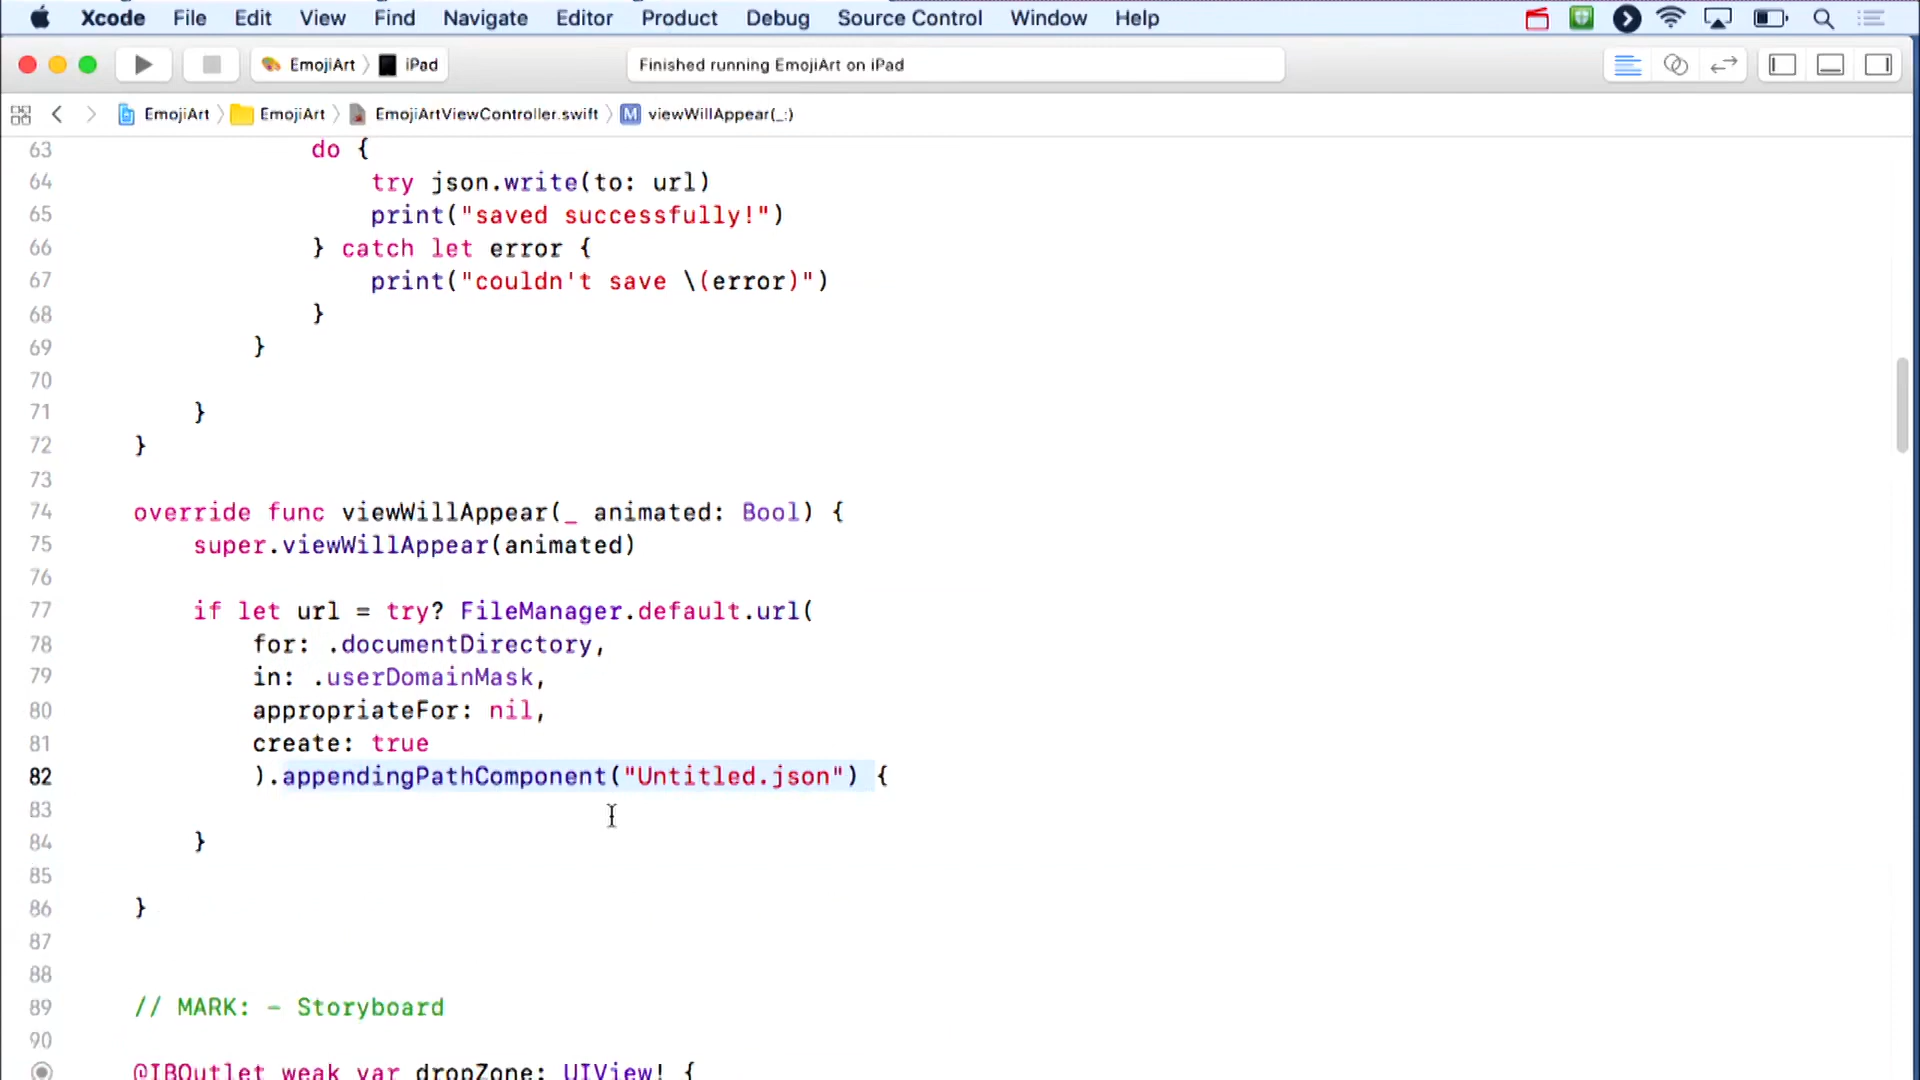 Xcode File Edit View Find Navigate Editor Product Debug Source Control Window Help
EmojiArt 〉 iPad Finished running EmojiArt on iPad
EmojiArt 〉 EmojiArt 〉 EmojiArtViewController.swift 〉 M viewWillAppear(_:)
63 do {
64 try json.write(to: url)
65 print("saved successfully!")
66 } catch let error {
67 print("couldn't save \(error)")
68 }
69 }
70
71 }
72 }
73
74 override func viewWillAppear(_ animated: Bool) {
75 super.viewWillAppear(animated)
76
77 if let url = try? FileManager.default.url(
78 for: .documentDirectory,
79 in: .userDomainMask,
80 appropriateFor: nil,
81 create: true
82 ).appendingPathComponent("Untitled.json") {
83
84 }
85
86 }
87
88
89 // MARK: - Storyboard
90
@IBOutlet weak var dropZone: UIView! {